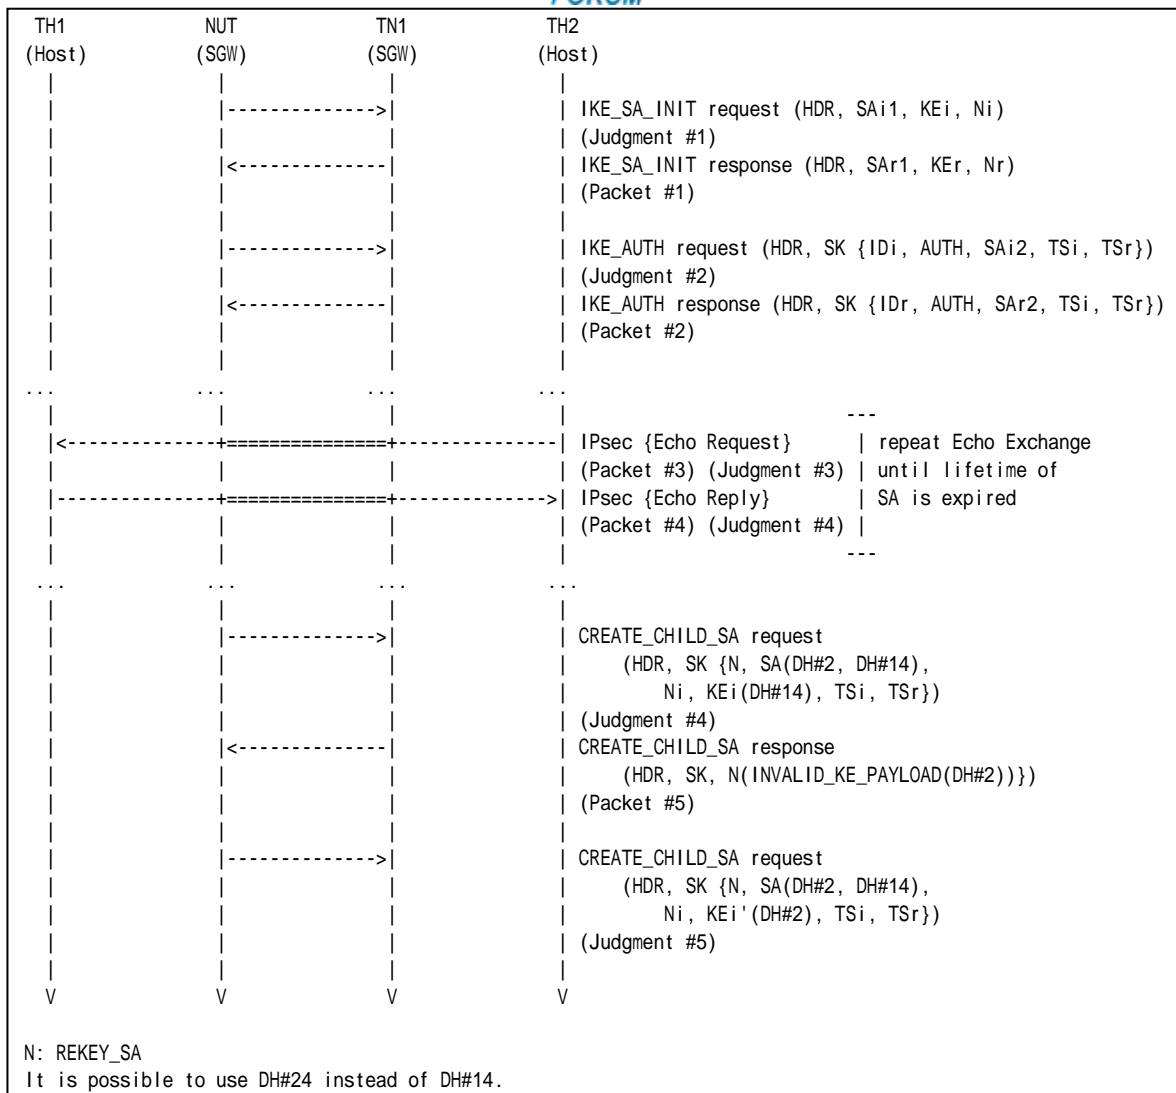 FORUM
TH1 NUT TN1 TH2
(Host) (SGW) (SGW) (Host)
| | | |
| |-------------->| | IKE_SA_INIT request (HDR, SAi1, KEi, Ni)
| | | | (Judgment #1)
| |<--------------| | IKE_SA_INIT response (HDR, SAr1, KEr, Nr)
| | | | (Packet #1)
| | | |
| |-------------->| | IKE_AUTH request (HDR, SK {IDi, AUTH, SAi2, TSi, TSr})
| | | | (Judgment #2)
| |<--------------| | IKE_AUTH response (HDR, SK {IDr, AUTH, SAr2, TSi, TSr})
| | | | (Packet #2)
| | | |
... ... ... ...
| | | | ---
|<--------------+===============+---------------| IPsec {Echo Request} | repeat Echo Exchange
| | | | (Packet #3) (Judgment #3) | until lifetime of
|---------------+===============+-------------->| IPsec {Echo Reply} | SA is expired
| | | | (Packet #4) (Judgment #4) |
| | | | ---
... ... ... ...
| | | |
| |-------------->| | CREATE_CHILD_SA request
| | | | (HDR, SK {N, SA(DH#2, DH#14),
| | | | Ni, KEi(DH#14), TSi, TSr})
| | | | (Judgment #4)
| |<--------------| | CREATE_CHILD_SA response
| | | | (HDR, SK, N(INVALID_KE_PAYLOAD(DH#2))})
| | | | (Packet #5)
| | | |
| |-------------->| | CREATE_CHILD_SA request
| | | | (HDR, SK {N, SA(DH#2, DH#14),
| | | | Ni, KEi'(DH#2), TSi, TSr})
| | | | (Judgment #5)
| | | |
V V V V
N: REKEY_SA
It is possible to use DH#24 instead of DH#14.